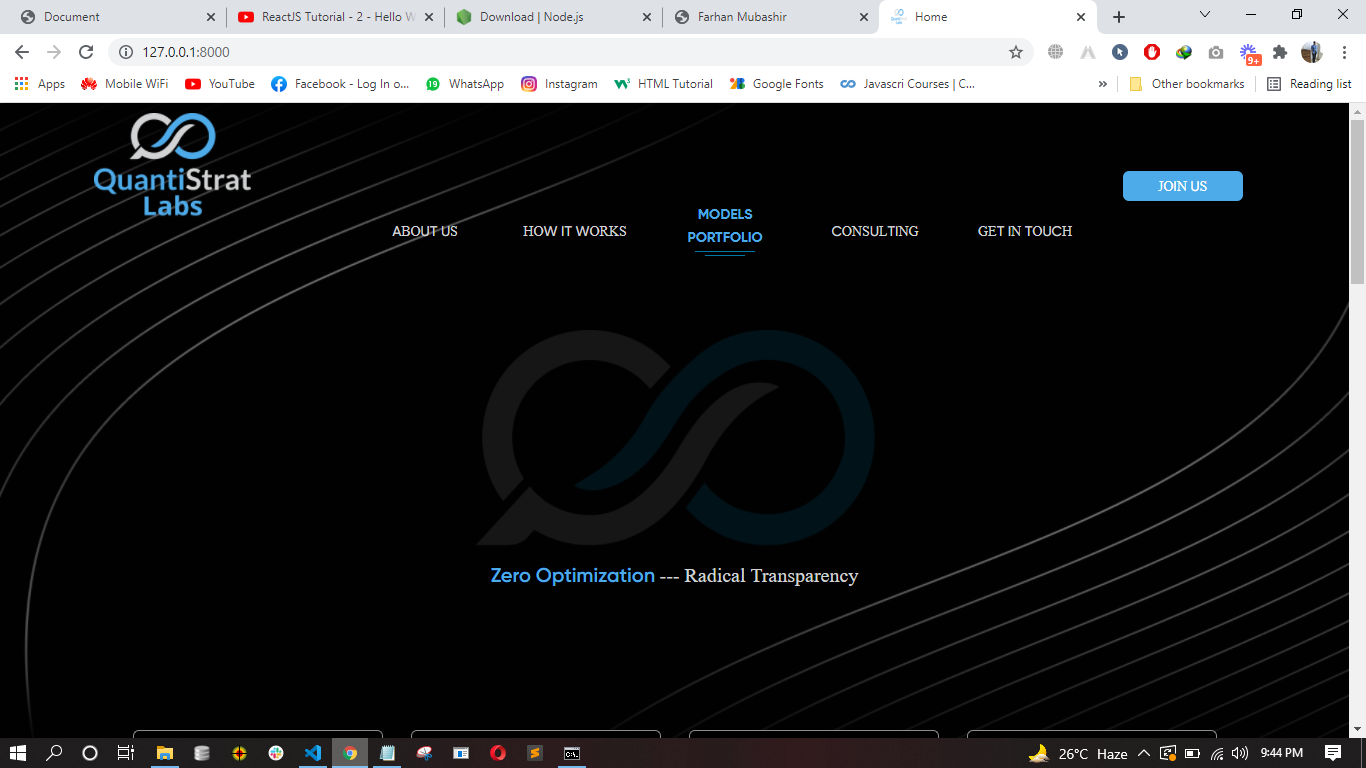 Document
ReactJS Tutorial - 2 - Hello W
Download | Node.js
Farhan Mubashir
Home
127.0.0.1:8000
9+
Apps
Mobile WiFi
YouTube
Facebook - Log In o...
19
WhatsApp
Instagram
HTML Tutorial
Google Fonts
Javascri Courses | C...
»
Other bookmarks
Reading list
QuantiStrat
Labs
JOIN US
ABOUT US
HOW IT WORKS
MODELS
PORTFOLIO
CONSULTING
GET IN TOUCH
Zero Optimization --- Radical Transparency
26°C Haze
9:44 PM